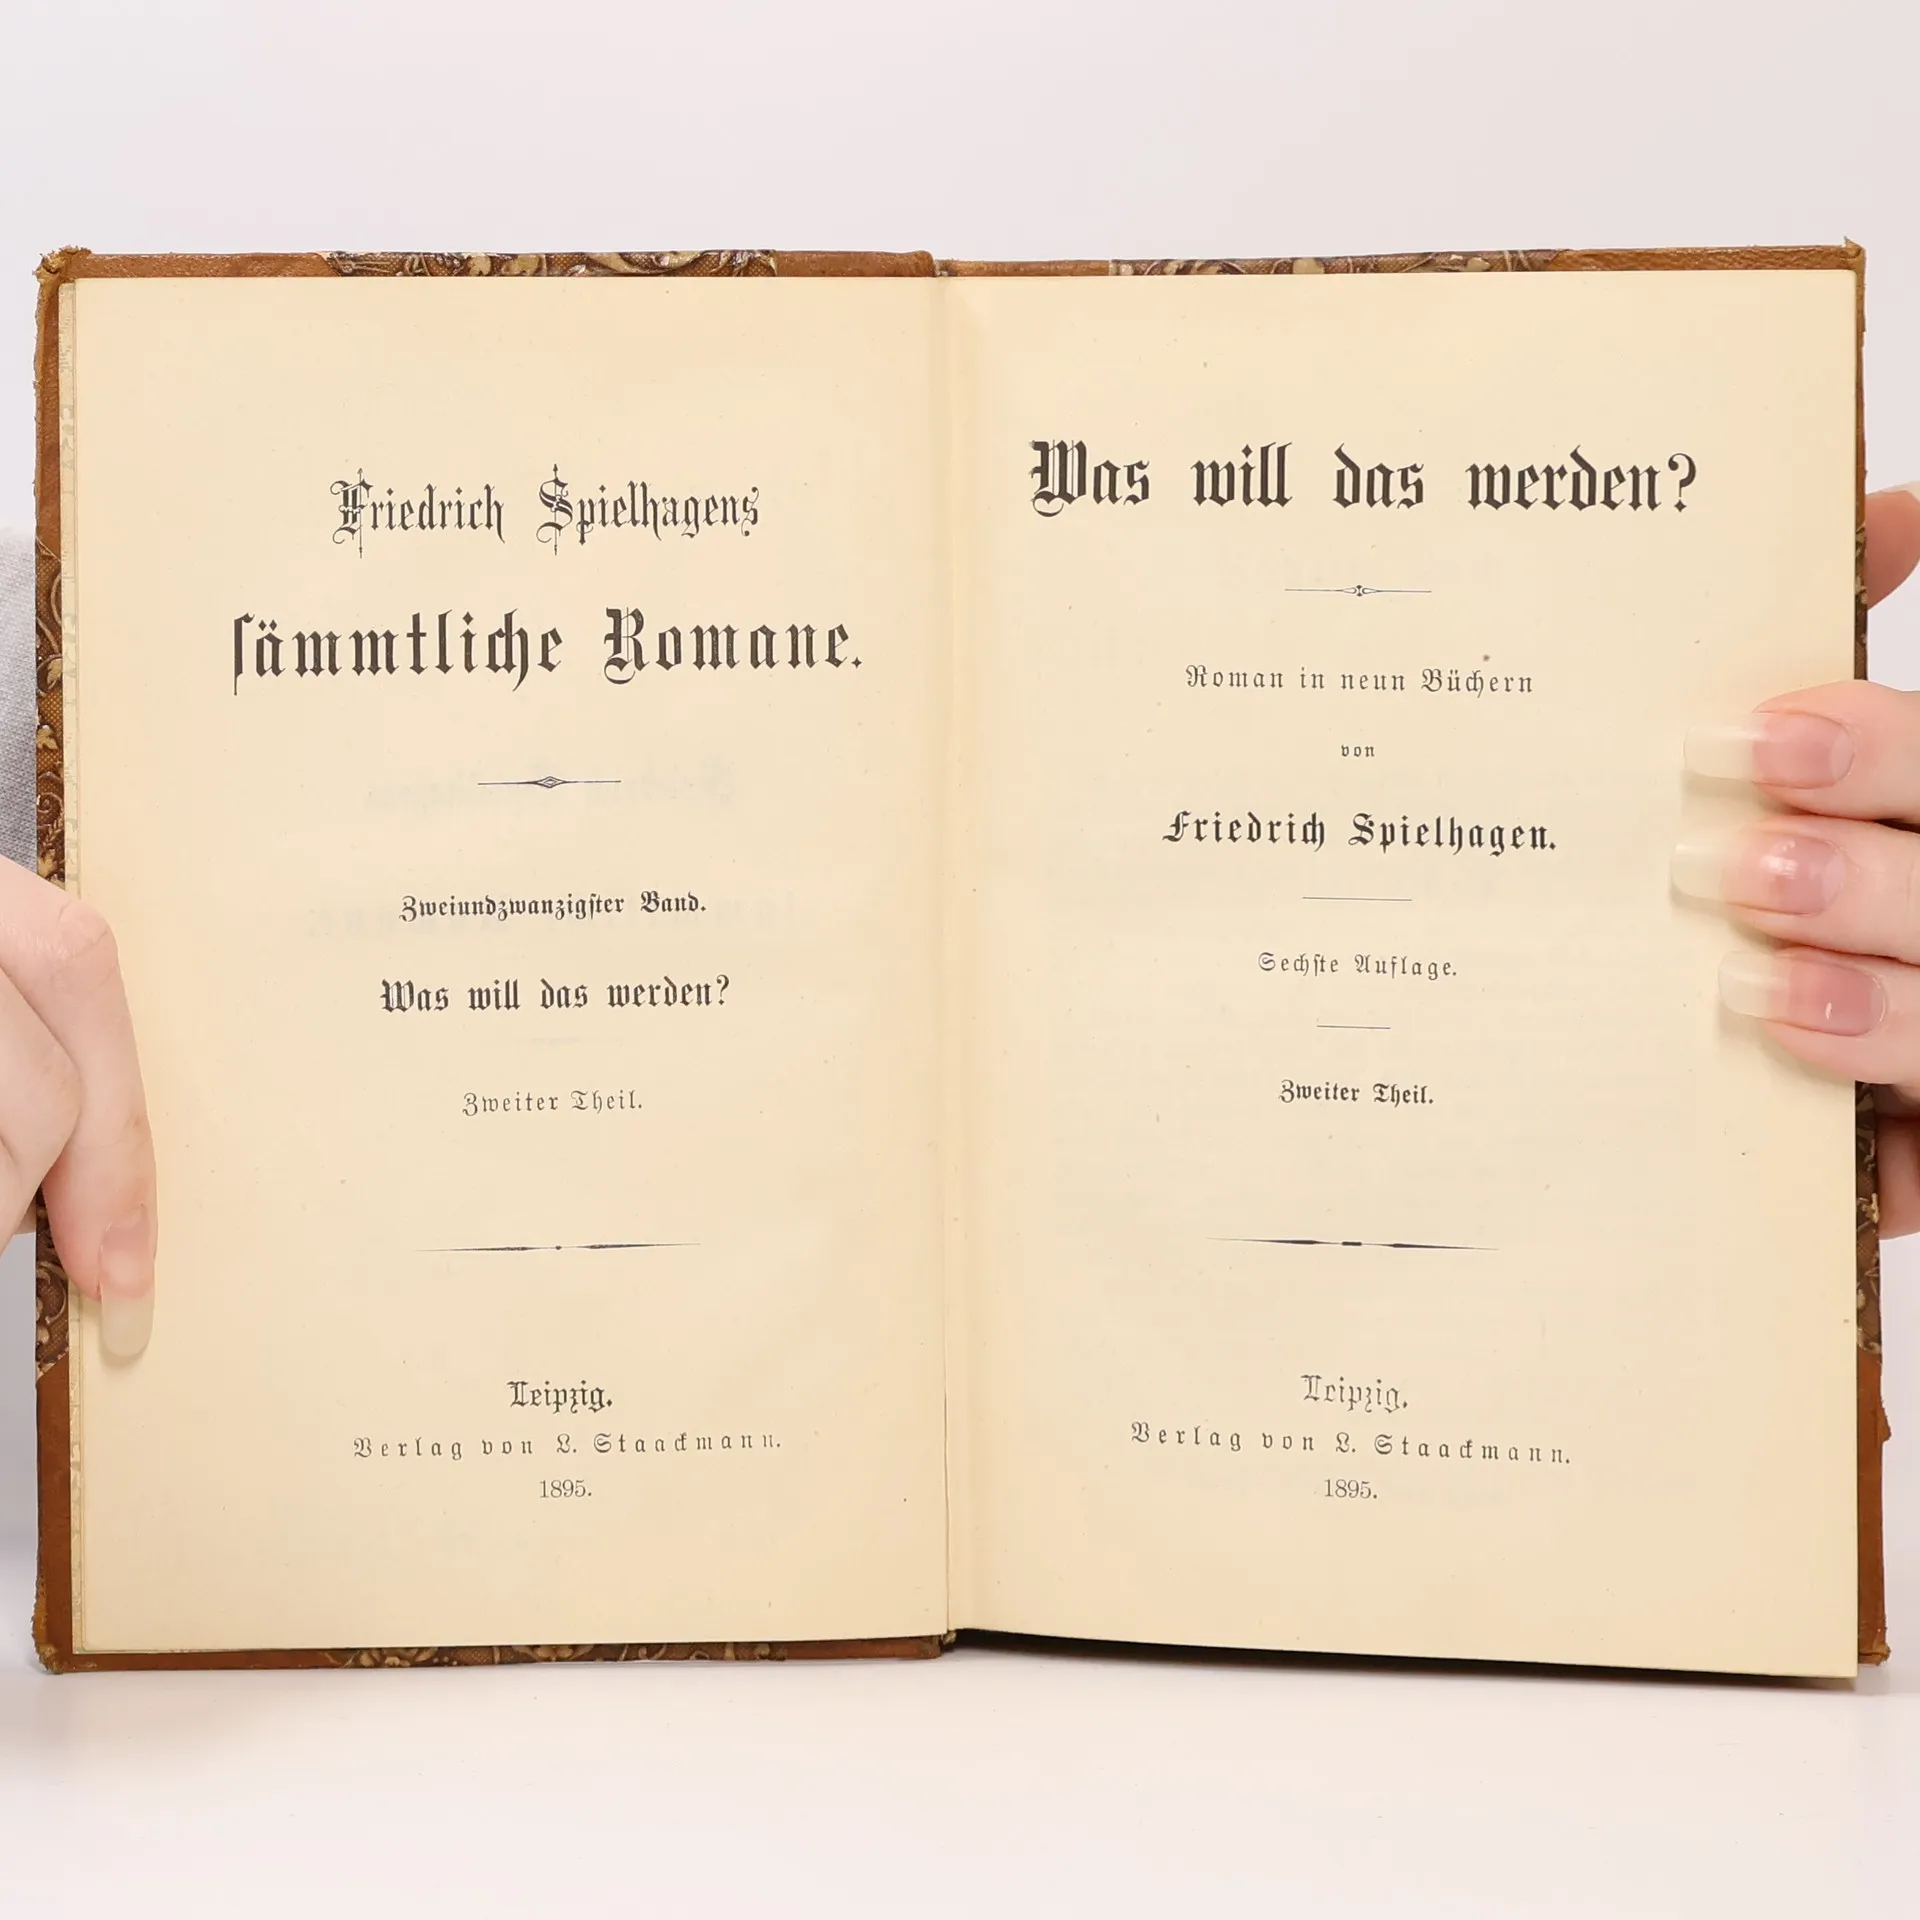 Friedrich Spielhagens
ſämmtliche Romane.
Zweiundzwanzigſter Band.
Was will das werden?
Zweiter Theil.
Leipzig.
Verlag von L. Staackmann.
1895.
Was will das werden?
Roman in neun Büchern
von
Friedrich Spielhagen.
Sechſte Auflage.
Zweiter Theil.
Leipzig.
Verlag von L. Staackmann.
1895.